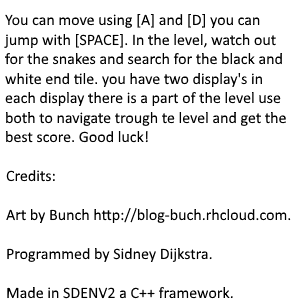 You can move using [A] and [D] you can
jump with [SPACE]. In the level, watch out
for the snakes and search for the black and
white end tile. you have two display's in
each display there is a part of the level use
both to navigate trough te level and get the
best score. Good luck!
Credits:
Art by Bunch http://blog-buch.rhcloud.com.
Programmed by Sidney Dijkstra.
Made in SDENV2 a C++ framework.